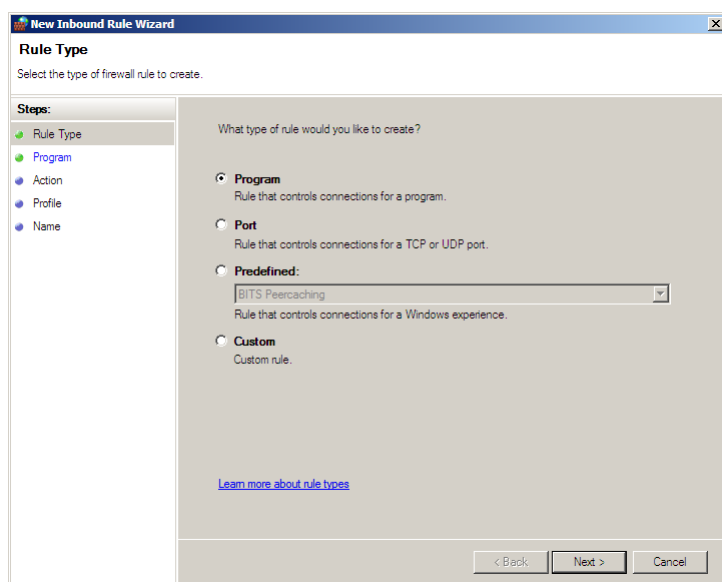 New Inbound Rule Wizard
Rule Type
Select the type of firewall rule to create.
Steps:
Rule Type
Program
Action
Profile
Name
What type of rule would you like to create?
Program
Rule that controls connections for a program.
Port
Rule that controls connections for a TCP or UDP port.
Predefined:
BITS Peercaching
Rule that controls connections for a Windows experience.
Custom
Custom rule.
Learn more about rule types
< Back
Next >
Cancel